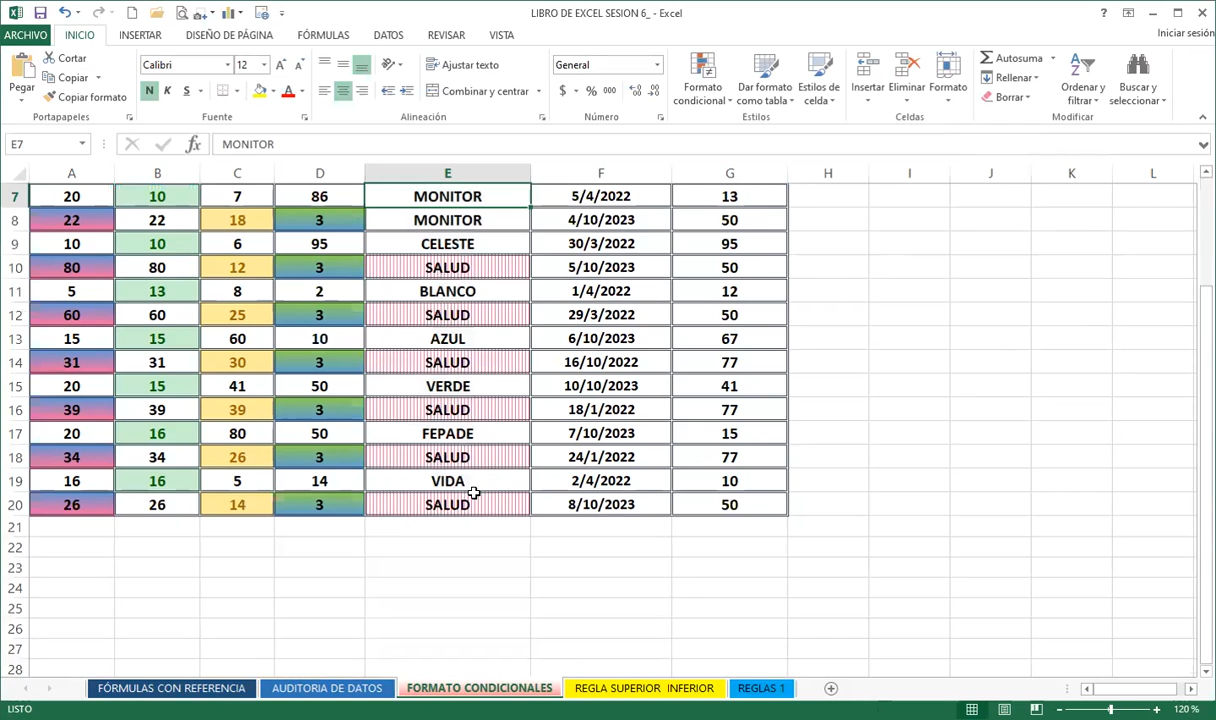 LIBRO DE EXCEL SESION 6_ - Excel
ARCHIVO INICIO INSERTAR DISEÑO DE PÁGINA FÓRMULAS DATOS REVISAR VISTA Iniciar sesión
Pegar Cortar Copiar Copiar formato Portapapeles
Calibri 12 N K S A A A Fuente
Ajustar texto Combinar y centrar Alineación
General $ % 000 Número
Formato condicional Dar formato como tabla Estilos de celda Estilos
Insertar Eliminar Formato Celdas
Autosuma Rellenar Borrar Ordenar y filtrar Buscar y seleccionar Modificar
E7 fx MONITOR
A B C D E F G H I J K L
7 20 10 7 86 MONITOR 5/4/2022 13
8 22 22 18 3 MONITOR 4/10/2023 50
9 10 10 6 95 CELESTE 30/3/2022 95
10 80 80 12 3 SALUD 5/10/2023 50
11 5 13 8 2 BLANCO 1/4/2022 12
12 60 60 25 3 SALUD 29/3/2022 50
13 15 15 60 10 AZUL 6/10/2023 67
14 31 31 30 3 SALUD 16/10/2022 77
15 20 15 41 50 VERDE 10/10/2023 41
16 39 39 39 3 SALUD 18/1/2022 77
17 20 16 80 50 FEPADE 7/10/2023 15
18 34 34 26 3 SALUD 24/1/2022 77
19 16 16 5 14 VIDA 2/4/2022 10
20 26 26 14 3 SALUD 8/10/2023 50
21
22
23
24
25
26
27
28
FÓRMULAS CON REFERENCIA AUDITORIA DE DATOS FORMATO CONDICIONALES REGLA SUPERIOR INFERIOR REGLAS 1
LISTO 120 %